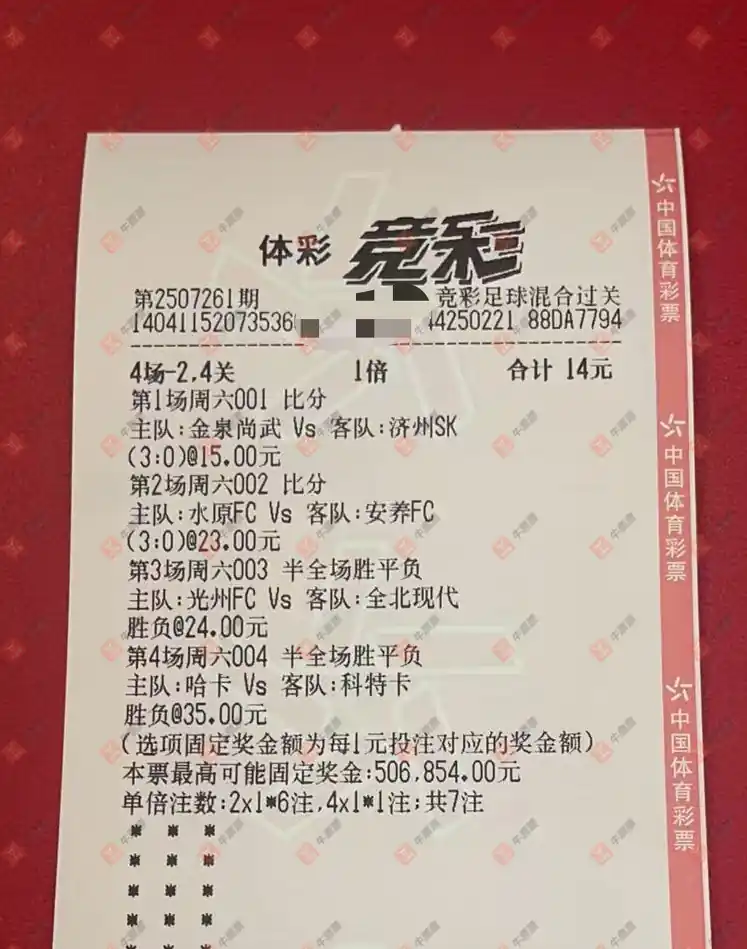 体彩 竞彩
第2507261期 竞彩足球混合过关
14041152073536 44250221 88DA7794
4场-2,4关 1倍 合计 14元
第1场周六001 比分
主队:金泉尚武 Vs 客队:济州SK
(3:0)@15.00元
第2场周六002 比分
主队:水原FC Vs 客队:安养FC
(3:0)@23.00元
第3场周六003 半全场胜平负
主队:光州FC Vs 客队:全北现代
胜负@24.00元
第4场周六004 半全场胜平负
主队:哈卡 Vs 客队:科特卡
胜负@35.00元
(选项固定奖金额为每1元投注对应的奖金额)
本票最高可能固定奖金:506,854.00元
单倍注数:2x1*6注,4x1*1注;共7注
* * *
* * *
* * *
* * *
* * *
中国体育彩票
中国体育彩票
中国体育彩票